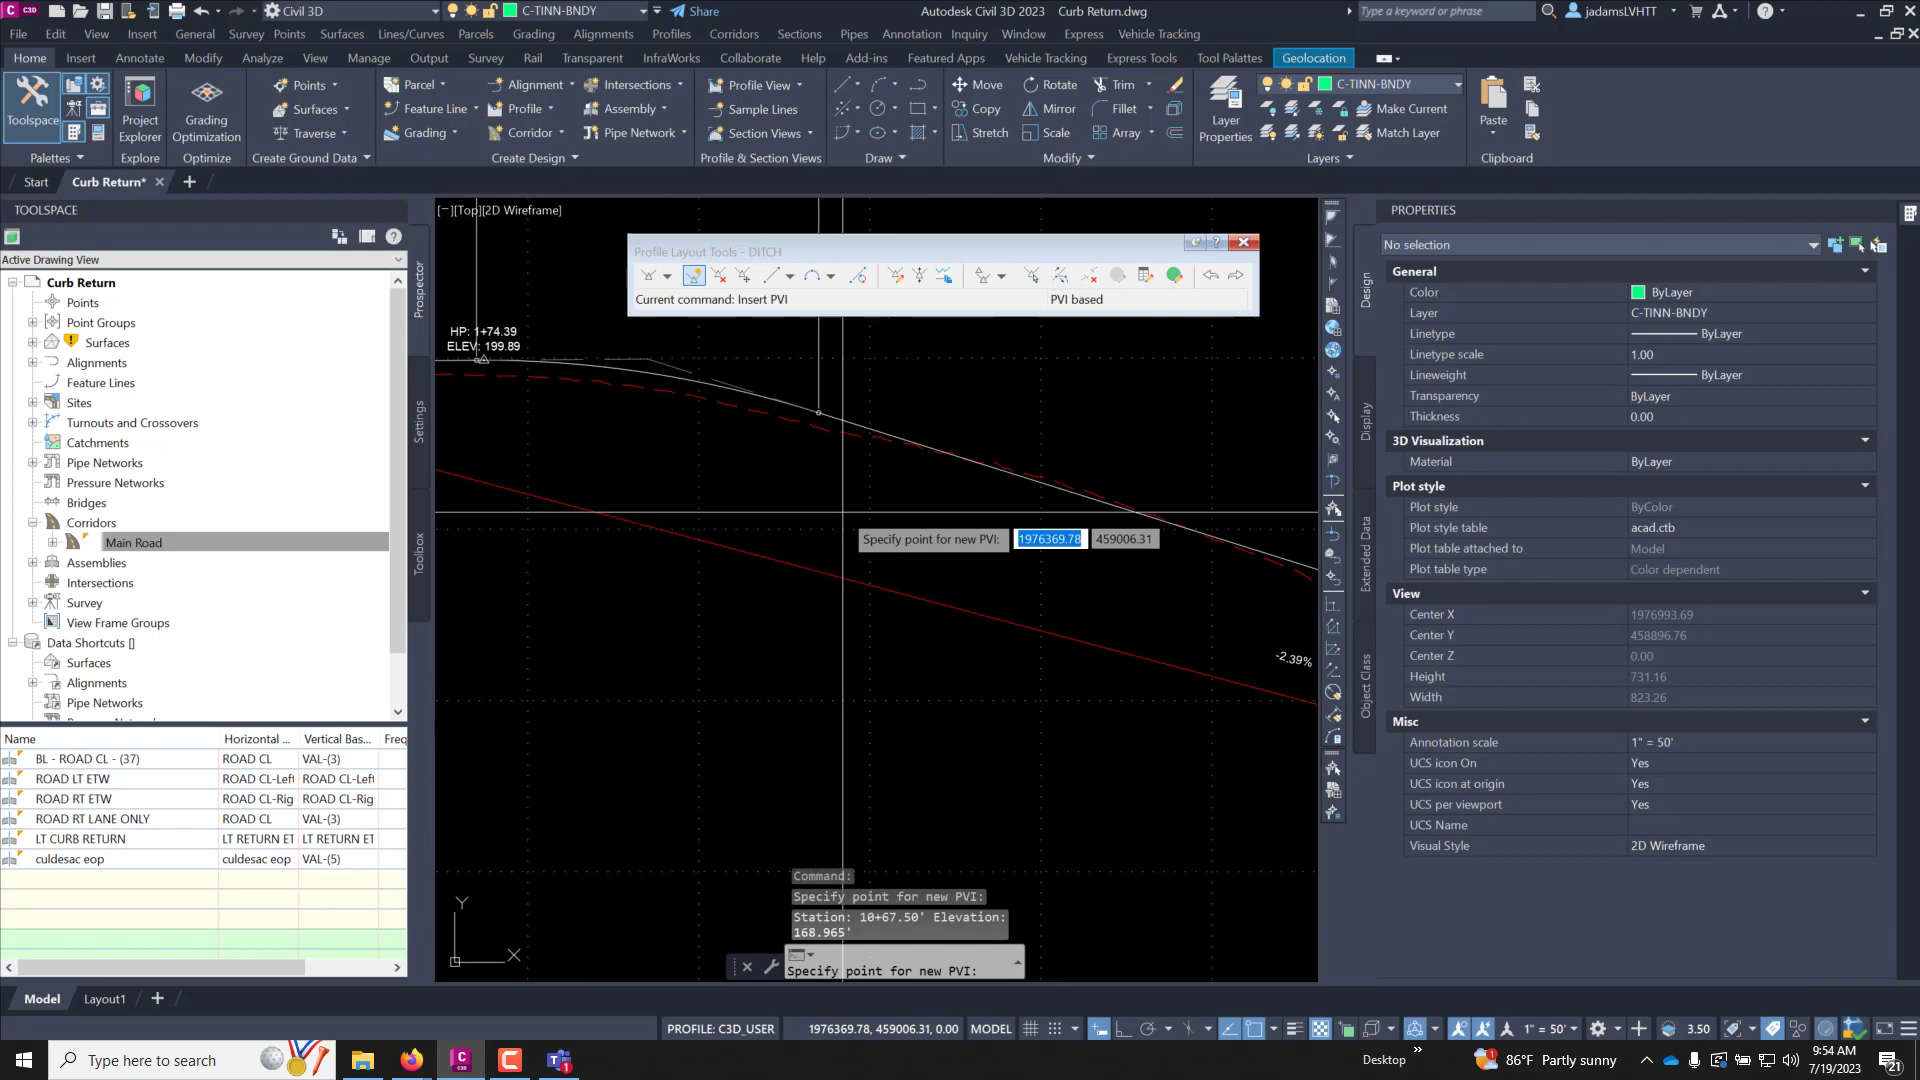 C3D
Civil 3D
C-TINN-BNDY
Share
Autodesk Civil 3D 2023 Curb Return.dwg
Type a keyword or phrase
jadamsLVHTT
File Edit View Insert General Survey Points Surfaces Lines/Curves Parcels Grading Alignments Profiles Corridors Sections Pipes Annotation Inquiry Window Express Vehicle Tracking
Home Insert Annotate Modify Analyze View Manage Output Survey Rail Transparent InfraWorks Collaborate Help Add-ins Featured Apps Vehicle Tracking Express Tools Tool Palettes Geolocation
Points Parcel Alignment Intersections Profile View Move Rotate Trim C-TINN-BNDY
Toolspace Project Explorer Grading Optimization Surfaces Feature Line Profile Assembly Sample Lines Copy Mirror Fillet Layer Properties Make Current Paste
Traverse Grading Corridor Pipe Network Section Views Stretch Scale Array Match Layer
Palettes Explore Optimize Create Ground Data Create Design Profile & Section Views Draw Modify Layers Clipboard
Start Curb Return*
TOOLSPACE
Active Drawing View
Curb Return
Points
Point Groups
Surfaces
Alignments
Feature Lines
Sites
Turnouts and Crossovers
Catchments
Pipe Networks
Pressure Networks
Bridges
Corridors
Main Road
Assemblies
Intersections
Survey
View Frame Groups
Data Shortcuts []
Surfaces
Alignments
Pipe Networks
Prospector
Settings
Toolbox
Name Horizontal ... Vertical Bas... Freq
BL - ROAD CL - (37) ROAD CL VAL-(3)
ROAD LT ETW ROAD CL-Left ROAD CL-Left
ROAD RT ETW ROAD CL-Rig ROAD CL-Rig
ROAD RT LANE ONLY ROAD CL VAL-(3)
LT CURB RETURN LT RETURN ET LT RETURN ET
culdesac eop culdesac eop VAL-(5)
[−][Top][2D Wireframe]
Profile Layout Tools - DITCH
Current command: Insert PVI PVI based
HP: 1+74.39
ELEV: 199.89
Specify point for new PVI: 1976369.78 459006.31
-2.39%
Y
X
Command:
Specify point for new PVI:
Station: 10+67.50' Elevation:
168.965'
Specify point for new PVI:
PROPERTIES
No selection
Design
Display
Extended Data
Object Class
General
Color ByLayer
Layer C-TINN-BNDY
Linetype ByLayer
Linetype scale 1.00
Lineweight ByLayer
Transparency ByLayer
Thickness 0.00
3D Visualization
Material ByLayer
Plot style
Plot style ByColor
Plot style table acad.ctb
Plot table attached to Model
Plot table type Color dependent
View
Center X 1976993.69
Center Y 458896.76
Center Z 0.00
Height 731.16
Width 823.26
Misc
Annotation scale 1" = 50'
UCS icon On Yes
UCS icon at origin Yes
UCS per viewport Yes
UCS Name
Visual Style 2D Wireframe
Model Layout1
PROFILE: C3D_USER 1976369.78, 459006.31, 0.00 MODEL 1" = 50' 3.50
Type here to search
Desktop
86°F Partly sunny
9:54 AM
7/19/2023
21